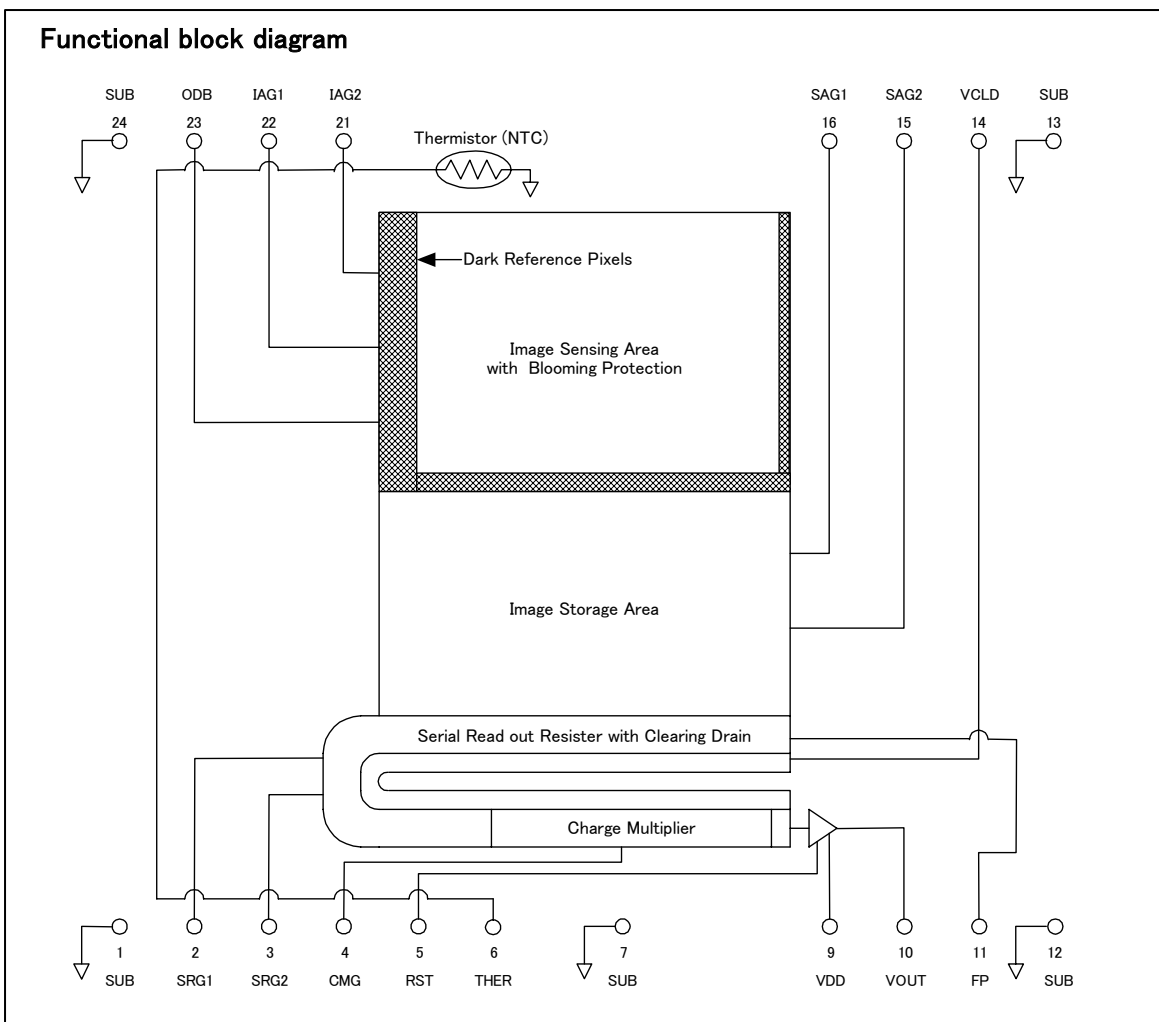 Functional block diagram
SUB ODB IAG1 IAG2 SAG1 SAG2 VCLD SUB
24 23 22 21 16 15 14 13
Thermistor (NTC)
Dark Reference Pixels
Image Sensing Area
with Blooming Protection
Image Storage Area
Serial Read out Resister with Clearing Drain
Charge Multiplier
1 2 3 4 5 6 7 9 10 11 12
SUB SRG1 SRG2 CMG RST THER SUB VDD VOUT FP SUB